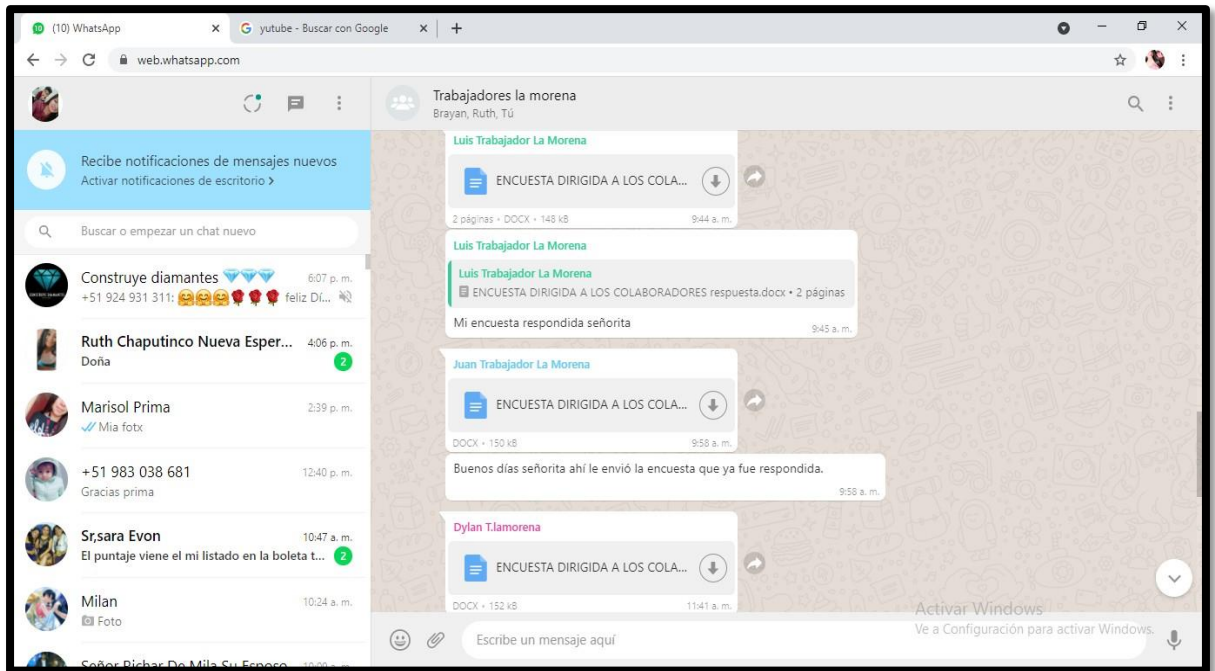 (10) WhatsApp
yutube - Buscar con Google
web.whatsapp.com
Trabajadores la morena
Brayan, Ruth, Tú
Recibe notificaciones de mensajes nuevos
Activar notificaciones de escritorio >
Buscar o empezar un chat nuevo
Construye diamantes 💎💎💎 6:07 p. m.
+51 924 931 311: 🤗🤗🤗🌹🌹🌹 feliz Dí...
Ruth Chaputinco Nueva Esper... 4:06 p. m.
Doña 2
Marisol Prima 2:39 p. m.
Mia fotx
+51 983 038 681 12:40 p. m.
Gracias prima
Sr,sara Evon 10:47 a. m.
El puntaje viene el mi listado en la boleta t... 2
Milan 10:24 a. m.
Foto
Señor Richar De Mila Su Esposo
Luis Trabajador La Morena
ENCUESTA DIRIGIDA A LOS COLA...
2 páginas • DOCX • 148 kB 9:44 a. m.
Luis Trabajador La Morena
Luis Trabajador La Morena
ENCUESTA DIRIGIDA A LOS COLABORADORES respuesta.docx • 2 páginas
Mi encuesta respondida señorita 9:45 a. m.
Juan Trabajador La Morena
ENCUESTA DIRIGIDA A LOS COLA...
DOCX • 150 kB 9:58 a. m.
Buenos días señorita ahí le envió la encuesta que ya fue respondida.
9:58 a. m.
Dylan T.lamorena
ENCUESTA DIRIGIDA A LOS COLA...
DOCX • 152 kB 11:41 a. m.
Escribe un mensaje aquí
Activar Windows
Ve a Configuración para activar Windows.